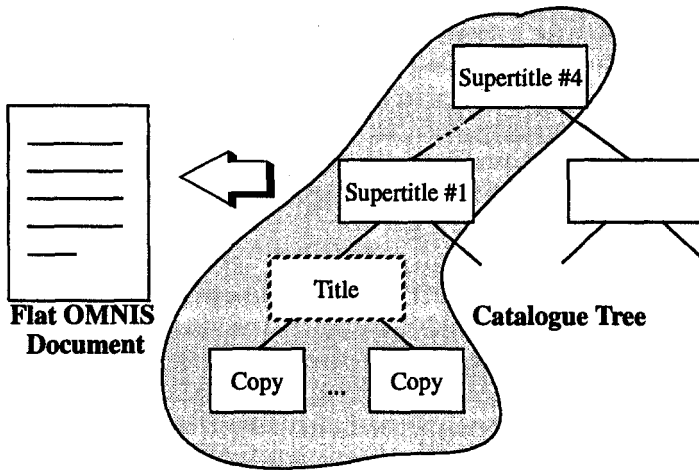 Supertitle #4
Supertitle #1
Title
Flat OMNIS
Document
Catalogue Tree
Copy
...
Copy